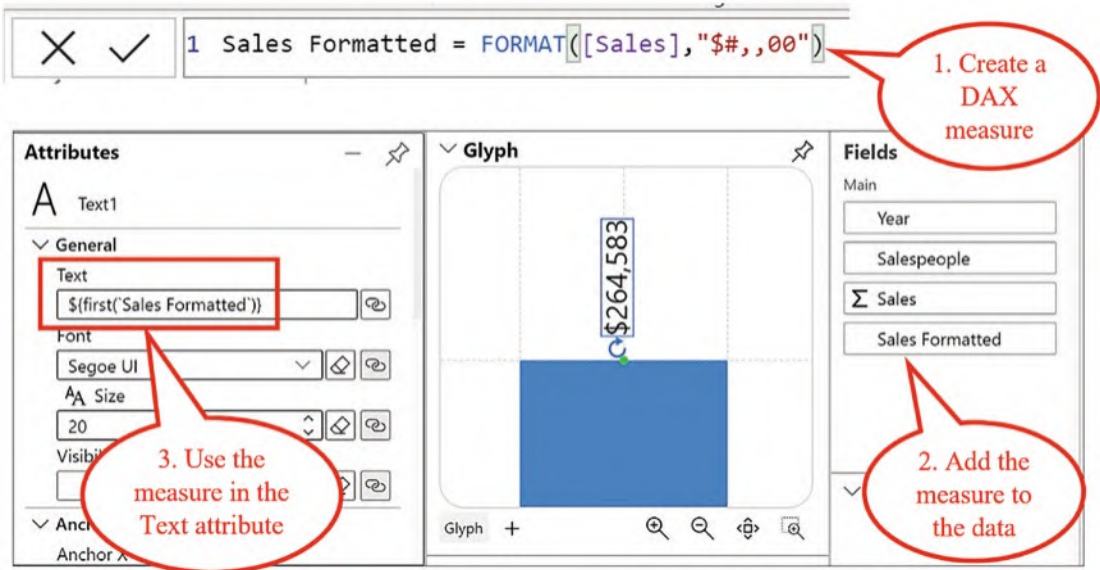 1 Sales Formatted = FORMAT([Sales],"$#,,00")
1. Create a
DAX
measure
Attributes
A Text1
General
Text
${first(`Sales Formatted`)}
Font
Segoe UI
AA Size
20
3. Use the
measure in the
Text attribute
Anchor X
Glyph
$264,583
Glyph +
Fields
Main
Year
Salespeople
Σ Sales
Sales Formatted
2. Add the
measure to
the data